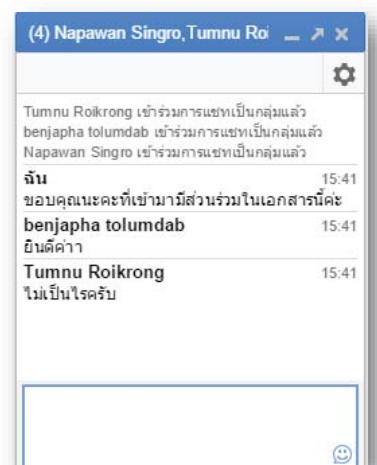 (4) Napawan Singro,Tumnu Roi
Tumnu Roikrong เข้าร่วมการแชทเป็นกลุ่มแล้ว
benjapha tolumdab เข้าร่วมการแชทเป็นกลุ่มแล้ว
Napawan Singro เข้าร่วมการแชทเป็นกลุ่มแล้ว
ฉัน 15:41
ขอบคุณนะคะที่เข้ามามีส่วนร่วมในเอกสารนี้ค่ะ
benjapha tolumdab 15:41
ยินดีค่าา
Tumnu Roikrong 15:41
ไม่เป็นไรครับ